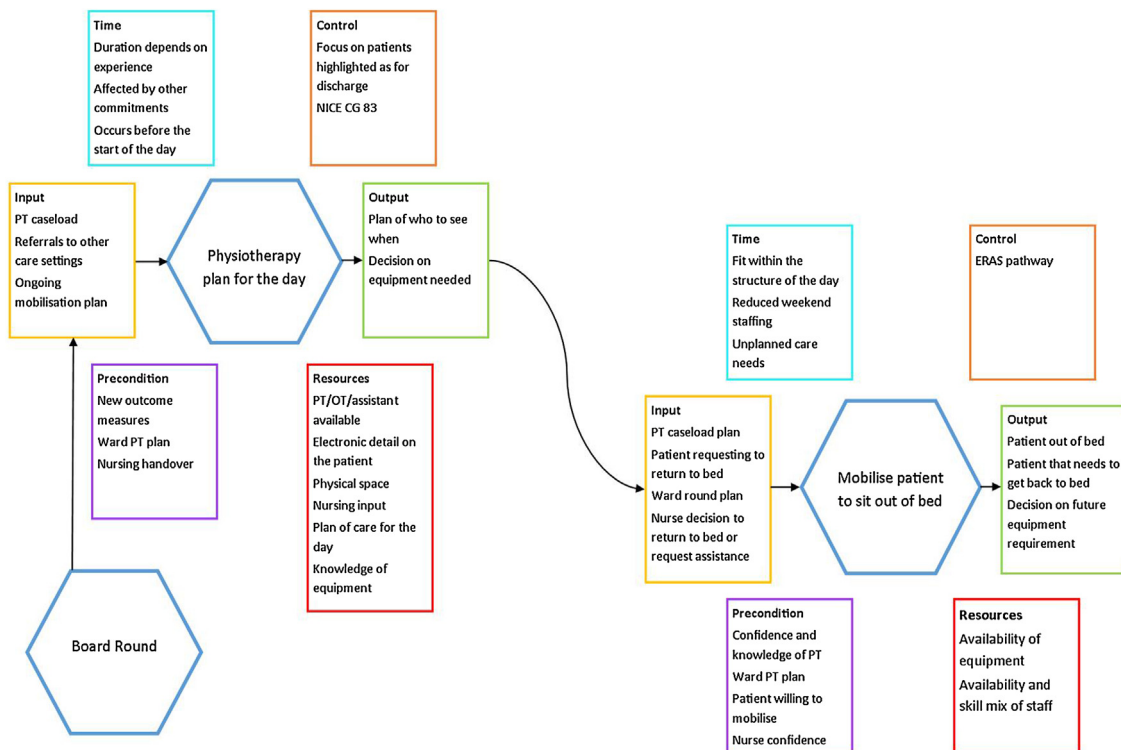 Time
Duration depends on
experience
Affected by other
commitments
Occurs before the
start of the day
Control
Focus on patients
highlighted as for
discharge
NICE CG 83
Input
PT caseload
Referrals to other
care settings
Ongoing
mobilisation plan
Physiotherapy
plan for the day
Output
Plan of who to see
when
Decision on
equipment needed
Precondition
New outcome
measures
Ward PT plan
Nursing handover
Resources
PT/OT/assistant
available
Electronic detail on
the patient
Physical space
Nursing input
Plan of care for the
day
Knowledge of
equipment
Board Round
Time
Fit within the
structure of the day
Reduced weekend
staffing
Unplanned care
needs
Control
ERAS pathway
Input
PT caseload plan
Patient requesting to
return to bed
Ward round plan
Nurse decision to
return to bed or
request assistance
Mobilise patient
to sit out of bed
Output
Patient out of bed
Patient that needs to
get back to bed
Decision on future
equipment
requirement
Precondition
Confidence and
knowledge of PT
Ward PT plan
Patient willing to
mobilise
Nurse confidence
Resources
Availability of
equipment
Availability and
skill mix of staff